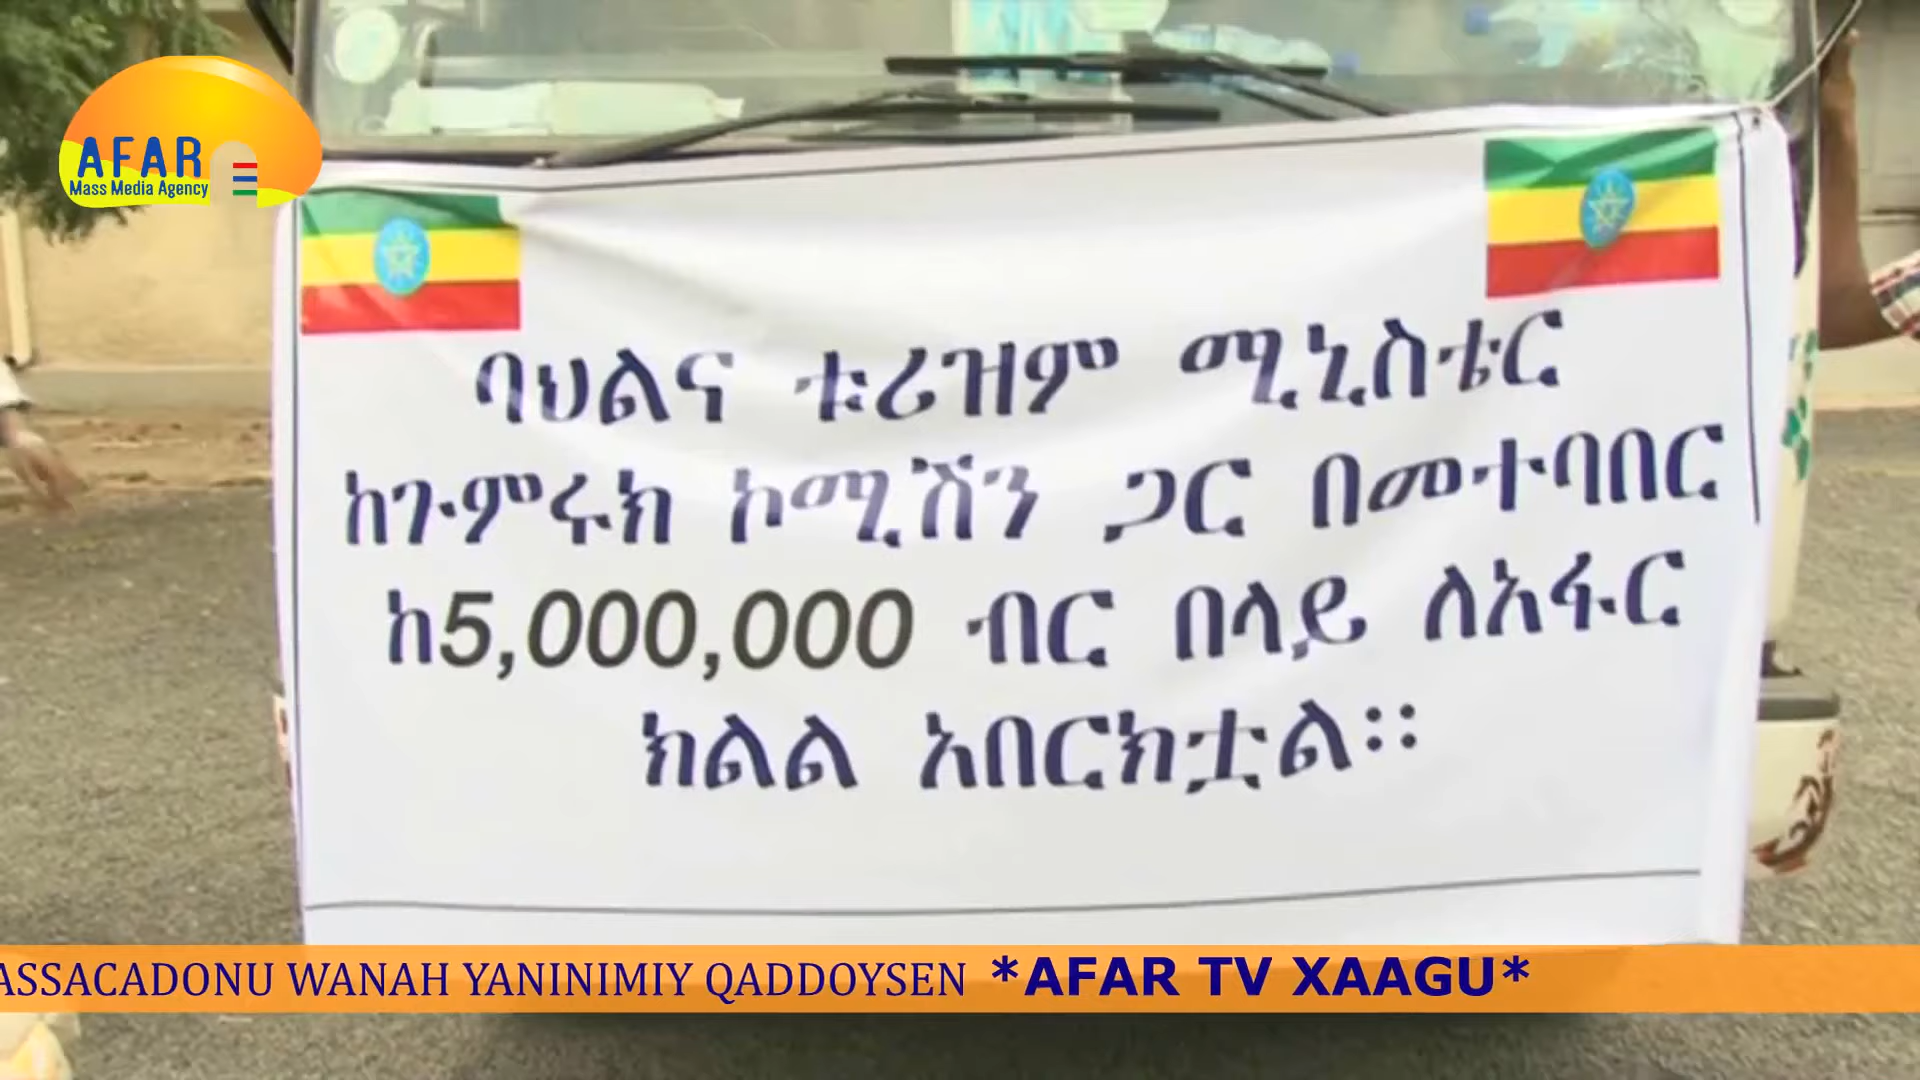 AFAR
Mass Media Agency
ባህልና ቱሪዝም ሚኒስቴር
ከጉምሩክ ኮሚሽን ጋር በመተባበር
ከ5,000,000 ብር በላይ ለአፋር
ክልል አበርክቷል፡፡
ASSACADONU WANAH YANINIMIY QADDOYSEN *AFAR TV XAAGU*